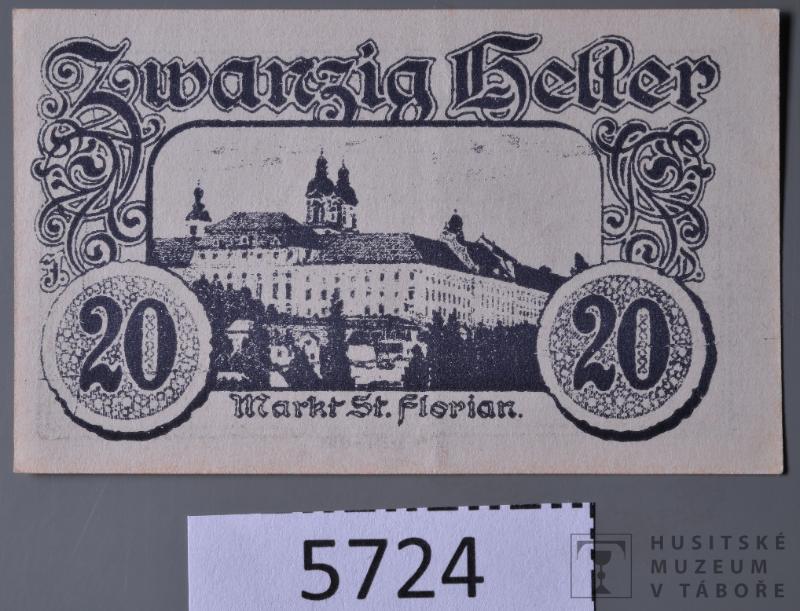 Zwanzig Heller
J.
20
20
Markt St. Florian.
5724
HUSITSKÉ
MUZEUM
V TÁBOŘE